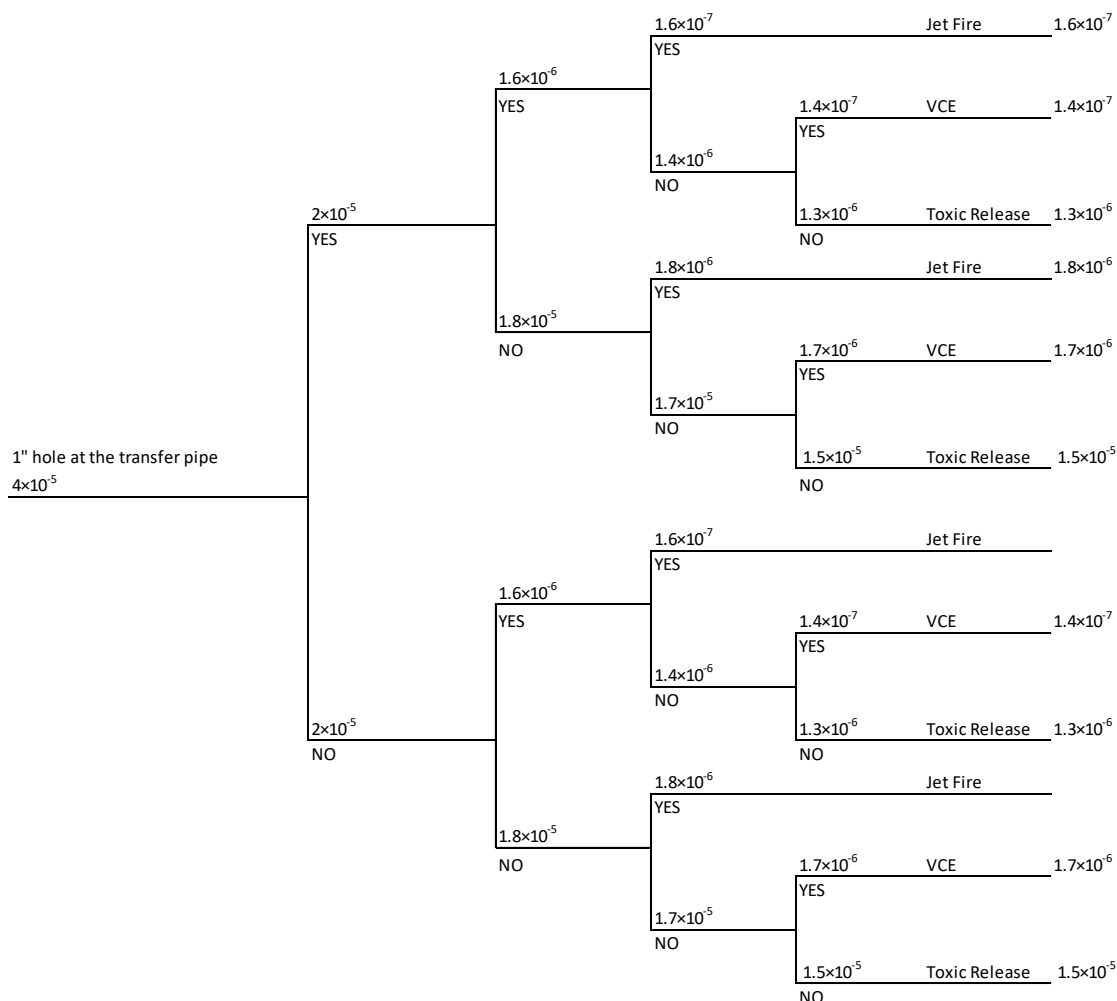 1.6×10⁻⁷ Jet Fire 1.6×10⁻⁷
YES
1.6×10⁻⁶
YES
1.4×10⁻⁷ VCE 1.4×10⁻⁷
YES
1.4×10⁻⁶
NO
2×10⁻⁵
YES
1.3×10⁻⁶ Toxic Release 1.3×10⁻⁶
NO
1.8×10⁻⁶ Jet Fire 1.8×10⁻⁶
YES
1.8×10⁻⁵
NO
1.7×10⁻⁶ VCE 1.7×10⁻⁶
YES
1.7×10⁻⁵
NO
1.5×10⁻⁵ Toxic Release 1.5×10⁻⁵
NO
1" hole at the transfer pipe
4×10⁻⁵
1.6×10⁻⁷ Jet Fire
YES
1.6×10⁻⁶
YES
1.4×10⁻⁷ VCE 1.4×10⁻⁷
YES
1.4×10⁻⁶
NO
2×10⁻⁵
NO
1.3×10⁻⁶ Toxic Release 1.3×10⁻⁶
NO
1.8×10⁻⁶ Jet Fire
YES
1.8×10⁻⁵
NO
1.7×10⁻⁶ VCE 1.7×10⁻⁶
YES
1.7×10⁻⁵
NO
1.5×10⁻⁵ Toxic Release 1.5×10⁻⁵
NO